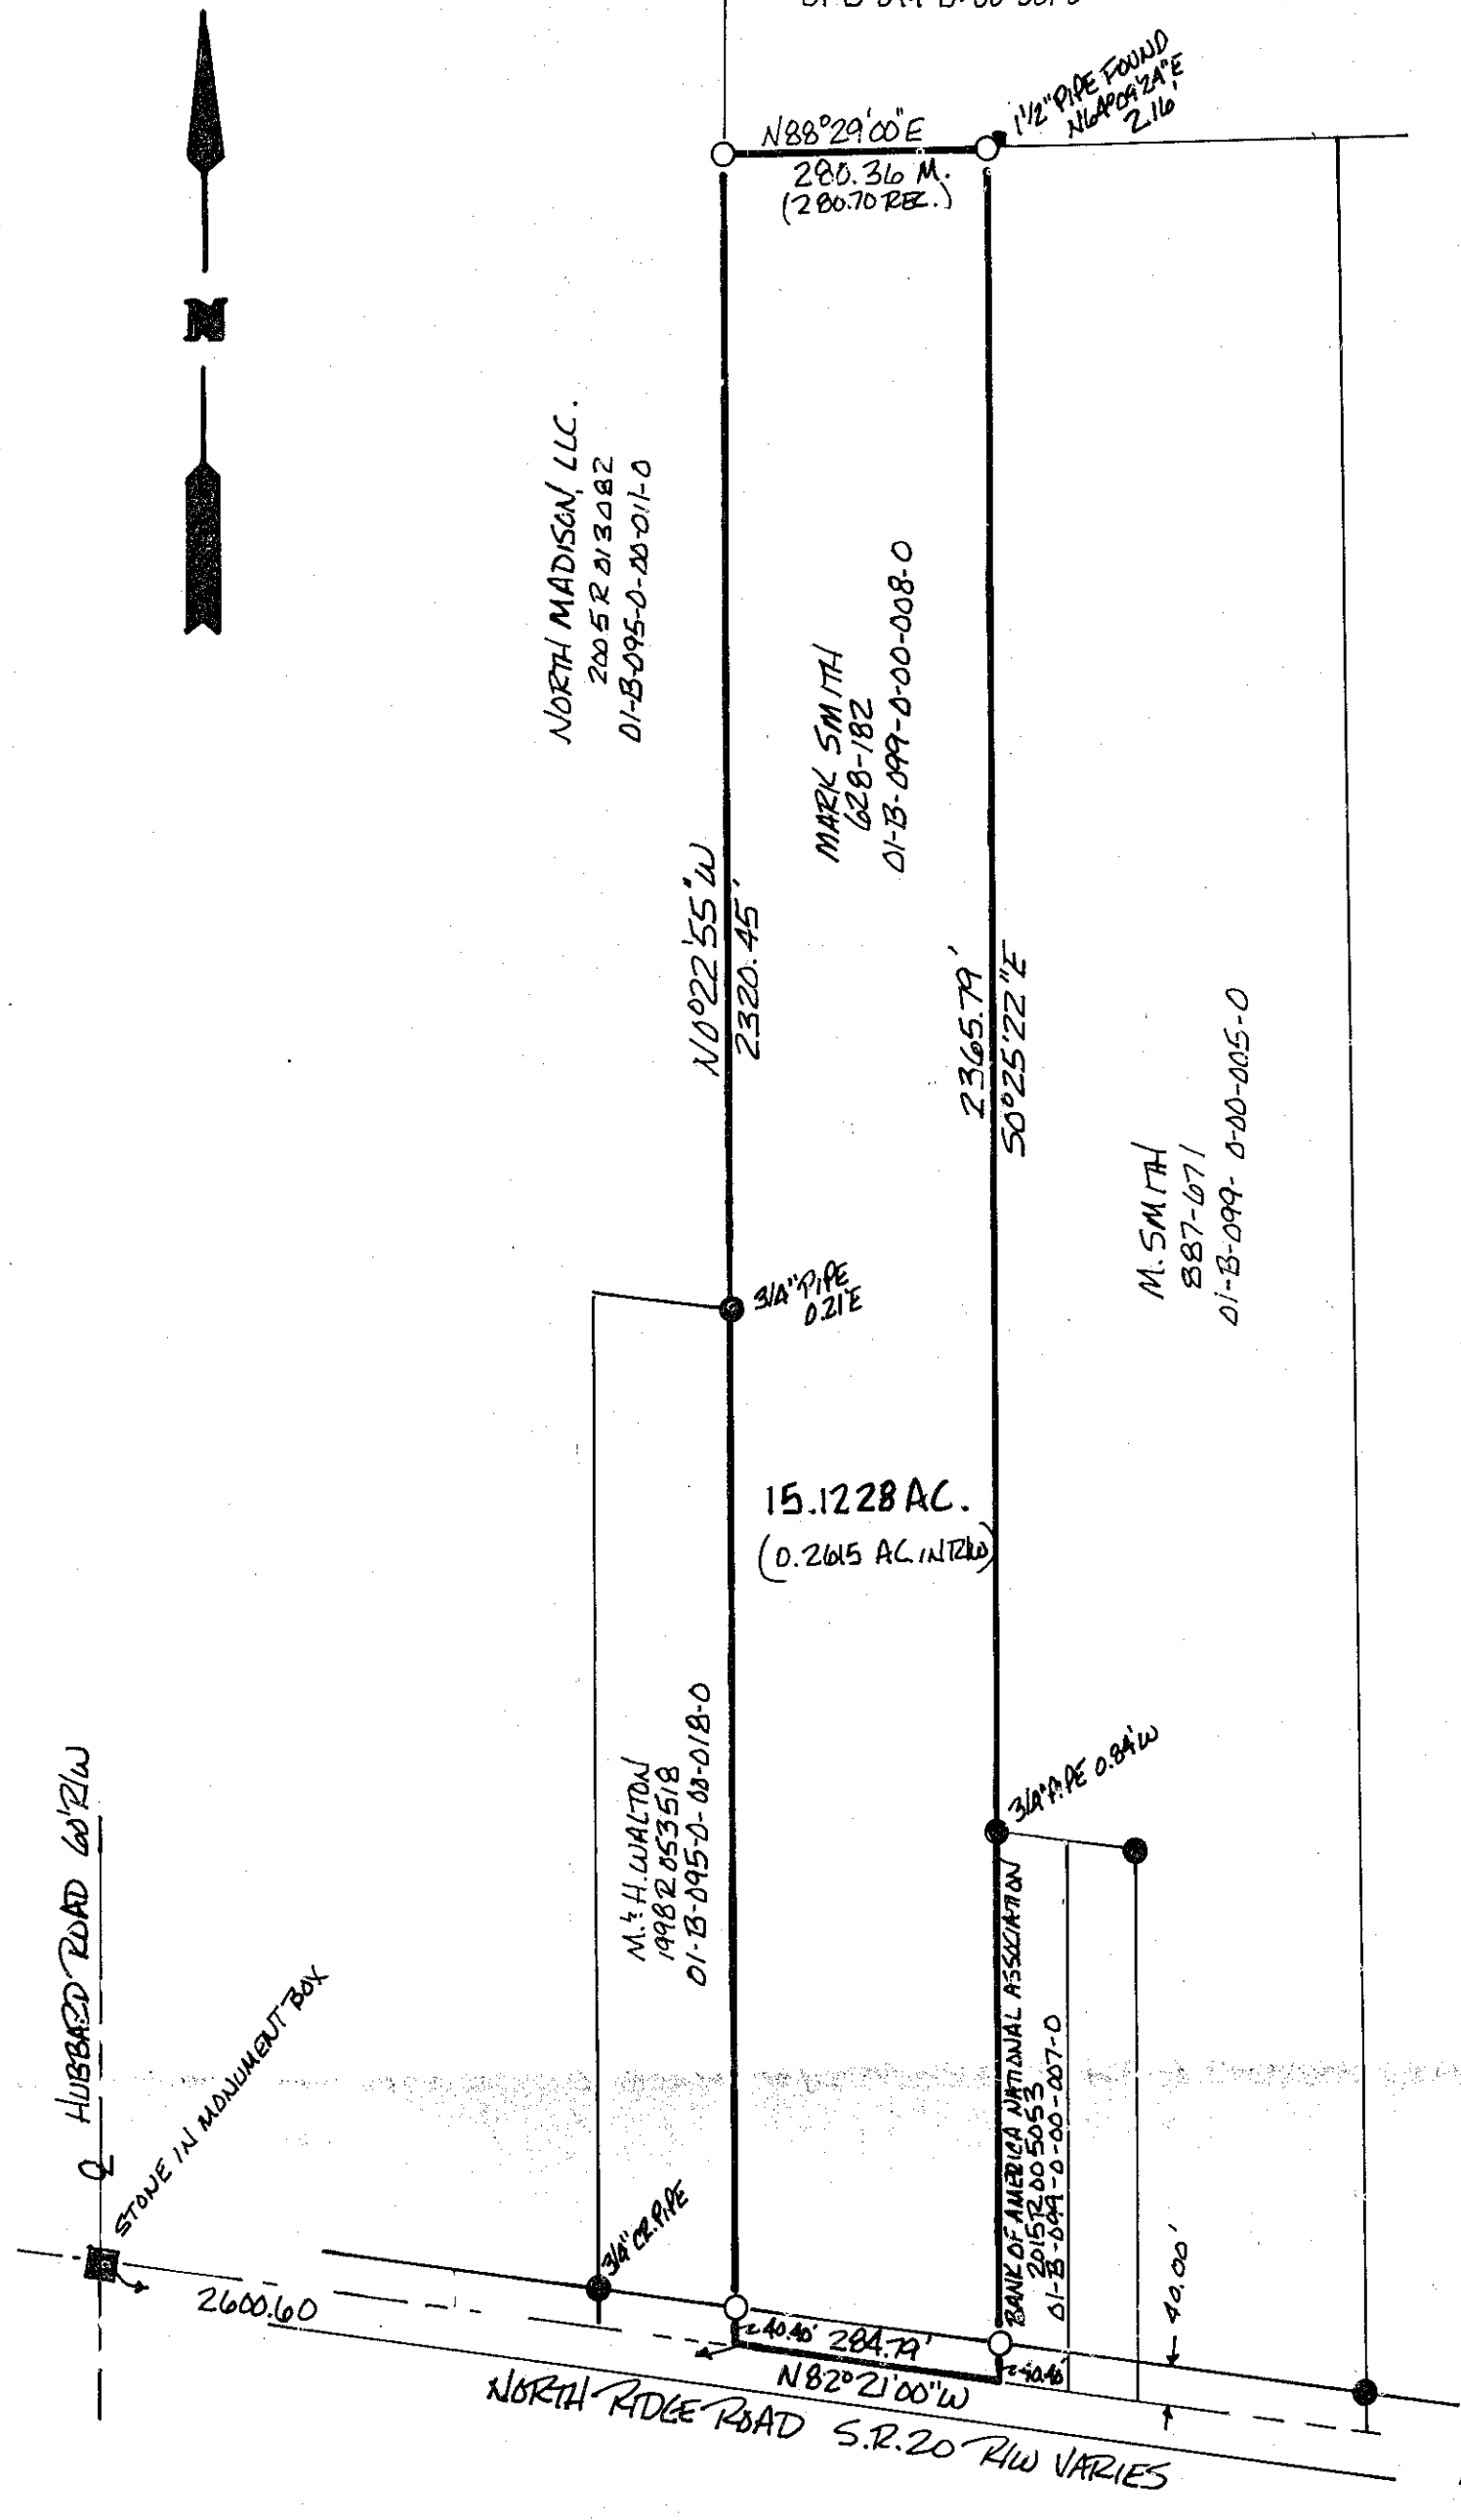 1 1/2" PIPE FOUND
N64°09'24"E
2.16'
N88°29'00"E
280.36 M.
(280.70 REC.)
N
NORTH MADISON, LLC.
2005R013082
01-B-095-0-00-011-0
MARK SMITH
628-182
01-B-099-0-00-008-0
N0°22'55"W
2320.45'
2365.79'
S0°25'22"E
M. SMITH
887-671
01-B-099-0-00-005-0
3/4" PIPE
0.21'E
15.1228 AC.
(0.2615 AC. IN R/W)
M. & H. WALTON
1998R053518
01-B-095-0-00-018-0
3/4" PIPE 0.84'W
BANK OF AMERICA NATIONAL ASSOCIATION
2015R005053
01-B-099-0-00-007-0
HUBBARD ROAD 60' R/W
STONE IN MONUMENT BOX
3/4" CR. PIPE
2600.60
40.40' 284.79'
40.40'
N82°21'00"W
40.00'
NORTH RIDGE ROAD S.R. 20 R/W VARIES